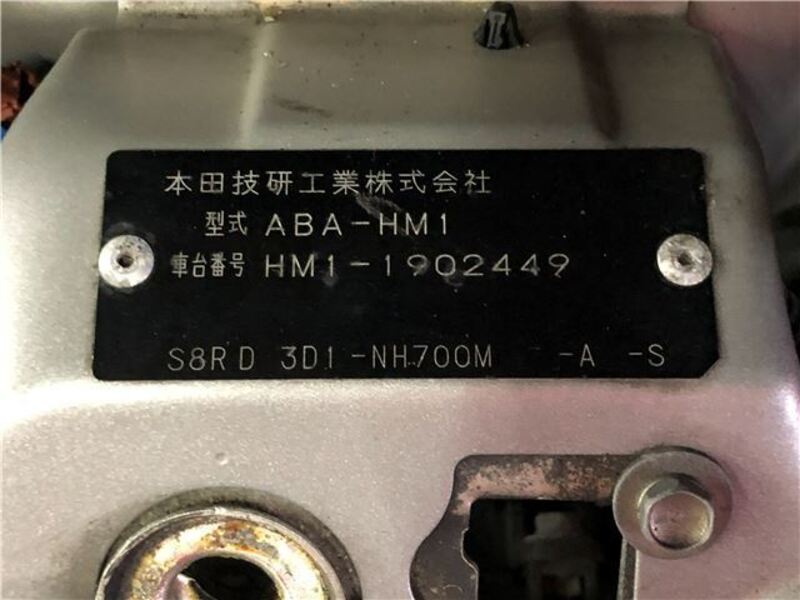 本田技研工業株式会社
型式 ABA-HM1
車台番号 HM1-1902449
S8RD 3D1-NH700M -A -S